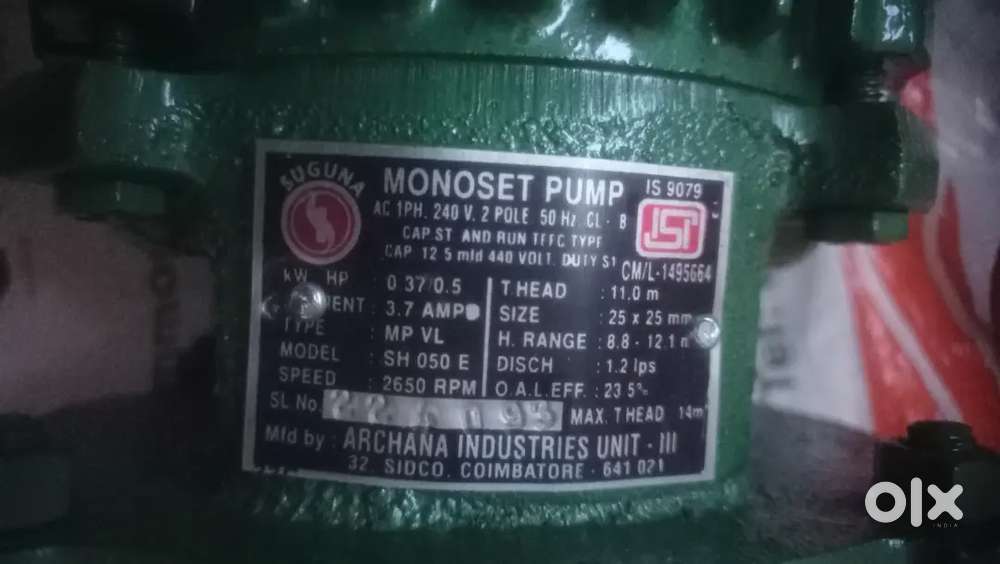 SUGUNA
MONOSET PUMP
IS 9079
AC 1PH. 240 V. 2 POLE 50 Hz CL - B
CAP.ST AND RUN TFFC TYPE
CAP 12 5 mfd 440 VOLT. DUTY S1
ISI
CM/L-1495664
kW HP 0 37/0.5
ENT : 3.7 AMP
TYPE : MP VL
MODEL : SH 050 E
SPEED : 2650 RPM
T.HEAD : 11.0 m
SIZE : 25 x 25 mm
H. RANGE : 8.8 - 12.1
DISCH : 1.2 lps
O.A.L.EFF. : 23 5%
SL No.
MAX. T HEAD 14m
Mfd by : ARCHANA INDUSTRIES UNIT - III
32, SIDCO, COIMBATORE - 641 021
olx
INDIA